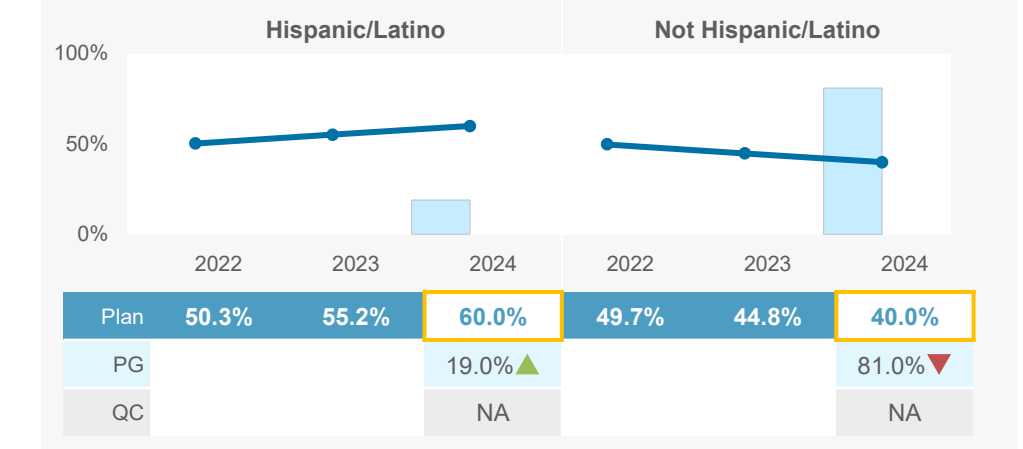 Hispanic/Latino Not Hispanic/Latino
100%
50%
0%
2022 2023 2024 2022 2023 2024
Plan 50.3% 55.2% 60.0% 49.7% 44.8% 40.0%
PG 19.0% 81.0%
QC NA NA